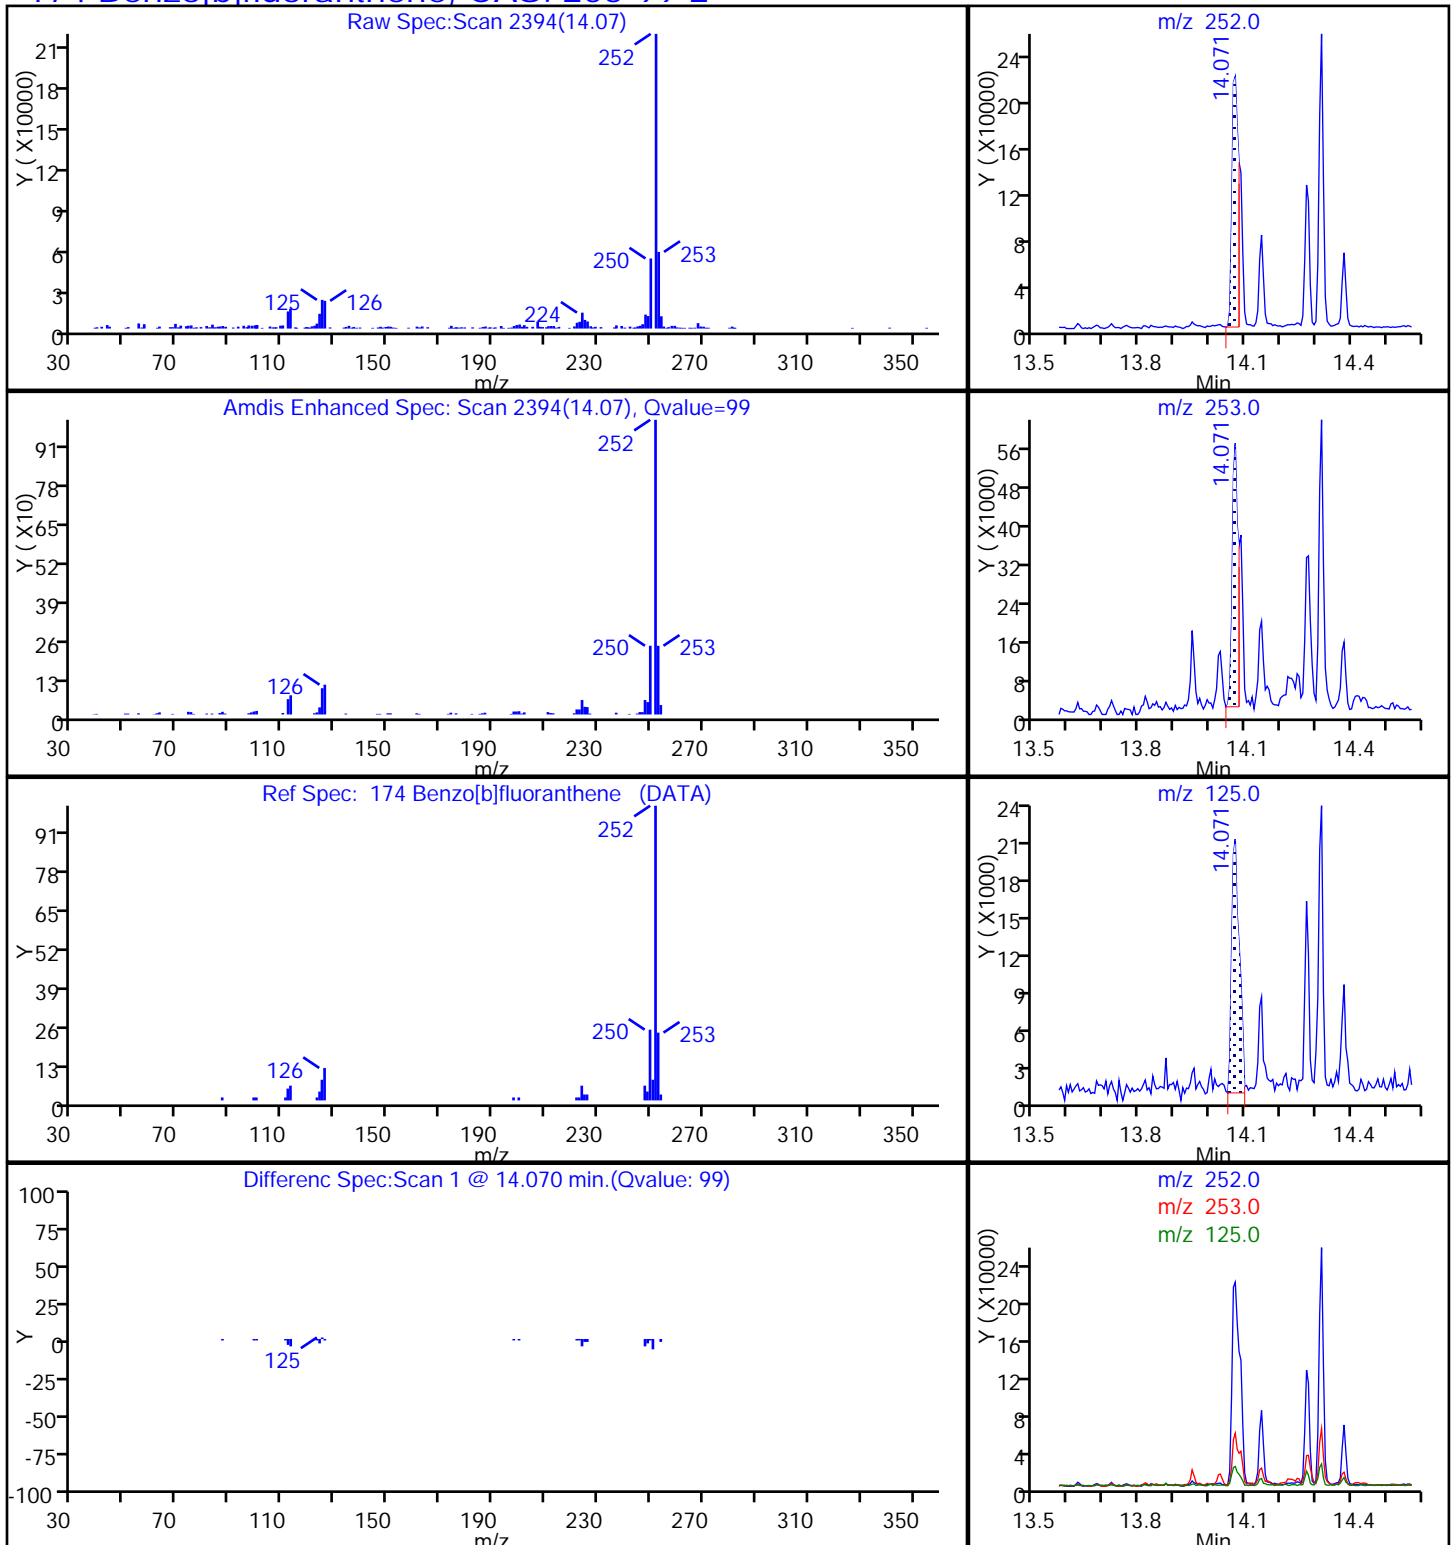 174 Benzo[b]fluoranthene, CAS: 205-99-2
Raw Spec:Scan 2394(14.07)
Y ( X10000)
21
18
15
12
9
6
3
0
252
250
253
125
126
224
30 70 110 150 190 230 270 310 350
m/z
m/z 252.0
Y ( X10000)
24
20
16
12
8
4
0
14.071
13.5 13.8 14.1 14.4
Min
Amdis Enhanced Spec: Scan 2394(14.07), Qvalue=99
Y ( X10)
91
78
65
52
39
26
13
0
252
250
253
126
30 70 110 150 190 230 270 310 350
m/z
m/z 253.0
Y ( X1000)
56
48
40
32
24
16
8
0
14.071
13.5 13.8 14.1 14.4
Min
Ref Spec: 174 Benzo[b]fluoranthene (DATA)
Y
91
78
65
52
39
26
13
0
252
250
253
126
30 70 110 150 190 230 270 310 350
m/z
m/z 125.0
Y ( X1000)
24
21
18
15
12
9
6
3
0
14.071
13.5 13.8 14.1 14.4
Min
Differenc Spec:Scan 1 @ 14.070 min.(Qvalue: 99)
Y
100
75
50
25
0
-25
-50
-75
-100
125
30 70 110 150 190 230 270 310 350
m/z
m/z 252.0
m/z 253.0
m/z 125.0
Y ( X10000)
24
20
16
12
8
4
0
13.5 13.8 14.1 14.4
Min